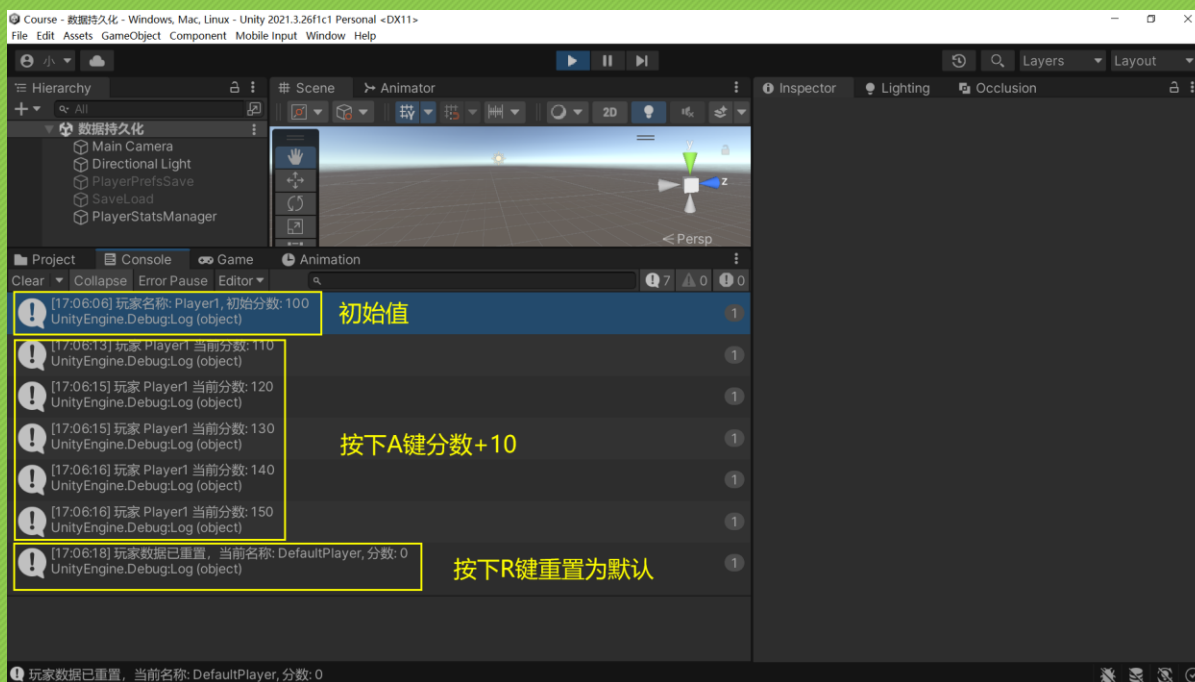 Course - 数据持久化 - Windows, Mac, Linux - Unity 2021.3.26f1c1 Personal <DX11>
File Edit Assets GameObject Component Mobile Input Window Help
小 Layers Layout
Hierarchy Scene Animator Inspector Lighting Occlusion
All 2D
数据持久化
Main Camera
Directional Light
PlayerPrefsSave
SaveLoad
PlayerStatsManager
y
z
Persp
Project Console Game Animation
Clear Collapse Error Pause Editor 7 0 0
[17:06:06] 玩家名称: Player1, 初始分数: 100
UnityEngine.Debug:Log (object)
初始值
1
[17:06:13] 玩家 Player1 当前分数: 110
UnityEngine.Debug:Log (object)
1
[17:06:15] 玩家 Player1 当前分数: 120
UnityEngine.Debug:Log (object)
1
[17:06:15] 玩家 Player1 当前分数: 130
UnityEngine.Debug:Log (object)
按下A键分数+10
1
[17:06:16] 玩家 Player1 当前分数: 140
UnityEngine.Debug:Log (object)
1
[17:06:16] 玩家 Player1 当前分数: 150
UnityEngine.Debug:Log (object)
1
[17:06:18] 玩家数据已重置，当前名称: DefaultPlayer, 分数: 0
UnityEngine.Debug:Log (object)
按下R键重置为默认
1
玩家数据已重置，当前名称: DefaultPlayer, 分数: 0